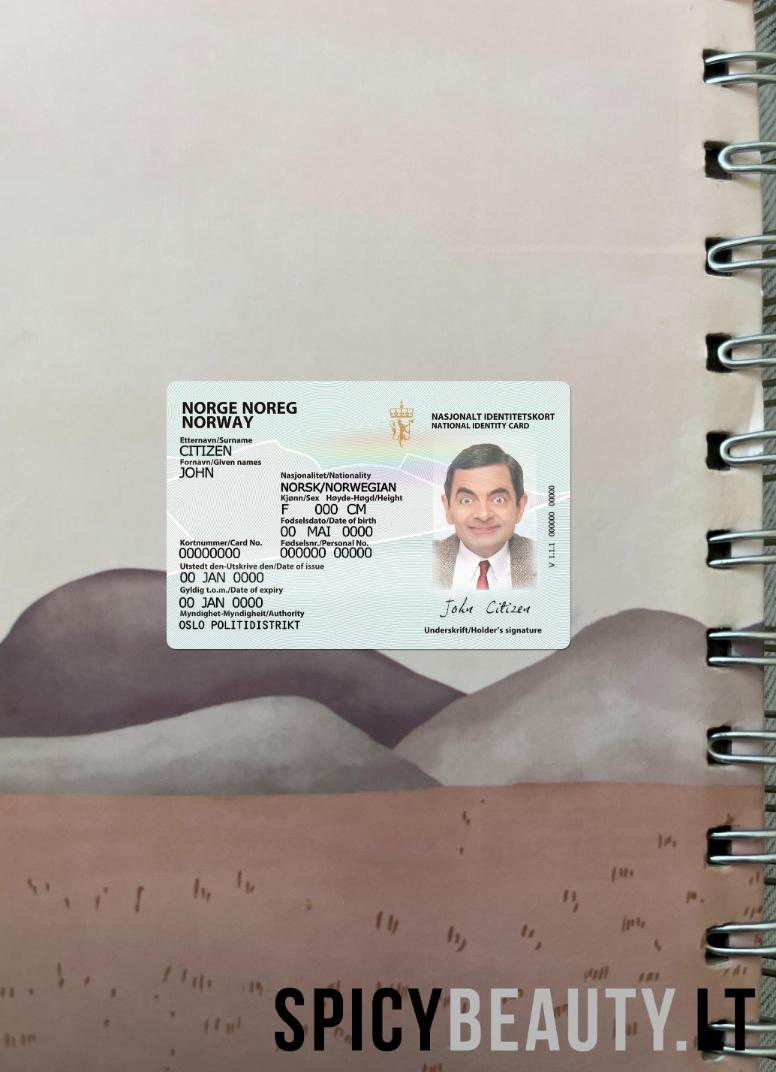 NORGE NOREG
NORWAY
NASJONALT IDENTITETSKORT
NATIONAL IDENTITY CARD
Etternavn/Surname
CITIZEN
Fornavn/Given names
JOHN
Nasjonalitet/Nationality
NORSK/NORWEGIAN
Kjønn/Sex Høyde-Høgd/Height
F 000 CM
Fødselsdato/Date of birth
00 MAI 0000
Kortnummer/Card No. Fødselsnr./Personal No.
00000000 000000 00000
Utstedt den-Utskrive den/Date of issue
00 JAN 0000
Gyldig t.o.m./Date of expiry
00 JAN 0000
Myndighet-Myndigheit/Authority
OSLO POLITIDISTRIKT
V 1.1.1 000000 00000
John Citizen
Underskrift/Holder's signature
SPICYBEAUTY.LT